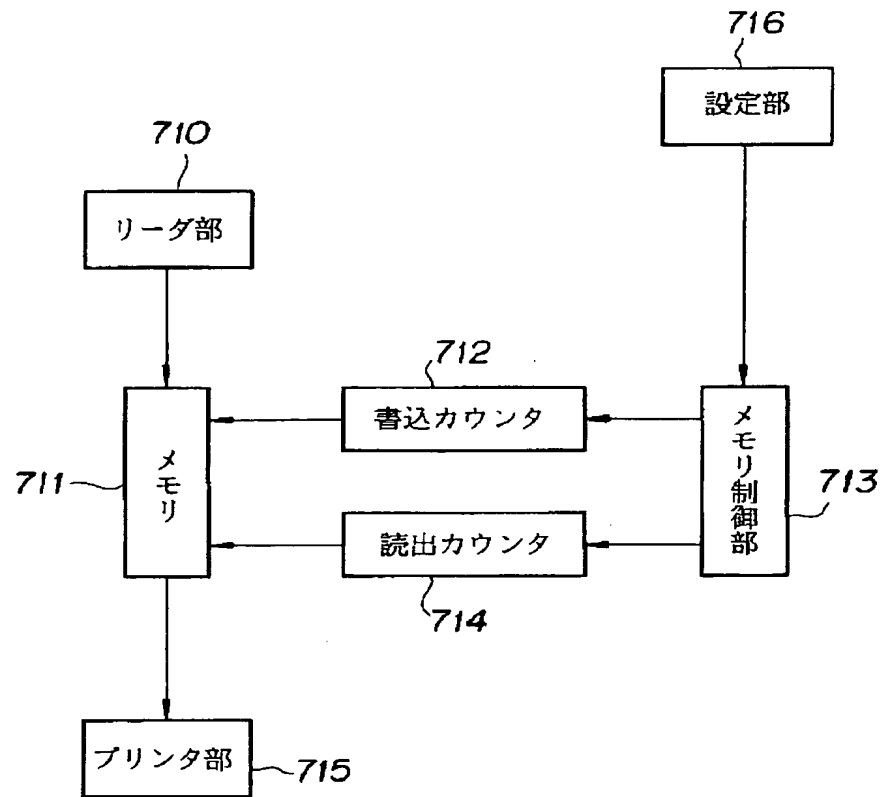 716
設定部
710
リーダ部
712
書込カウンタ
711
メモリ
メモリ制御部
713
読出カウンタ
714
プリンタ部
715